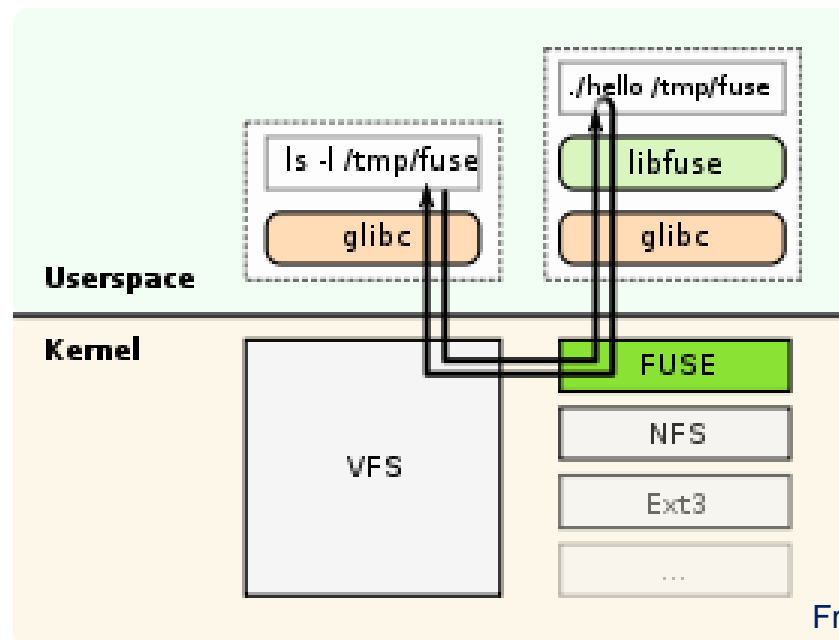 ./hello /tmp/fuse
ls -l /tmp/fuse
libfuse
glibc
glibc
Userspace
Kernel
FUSE
NFS
VFS
Ext3
...
Fr